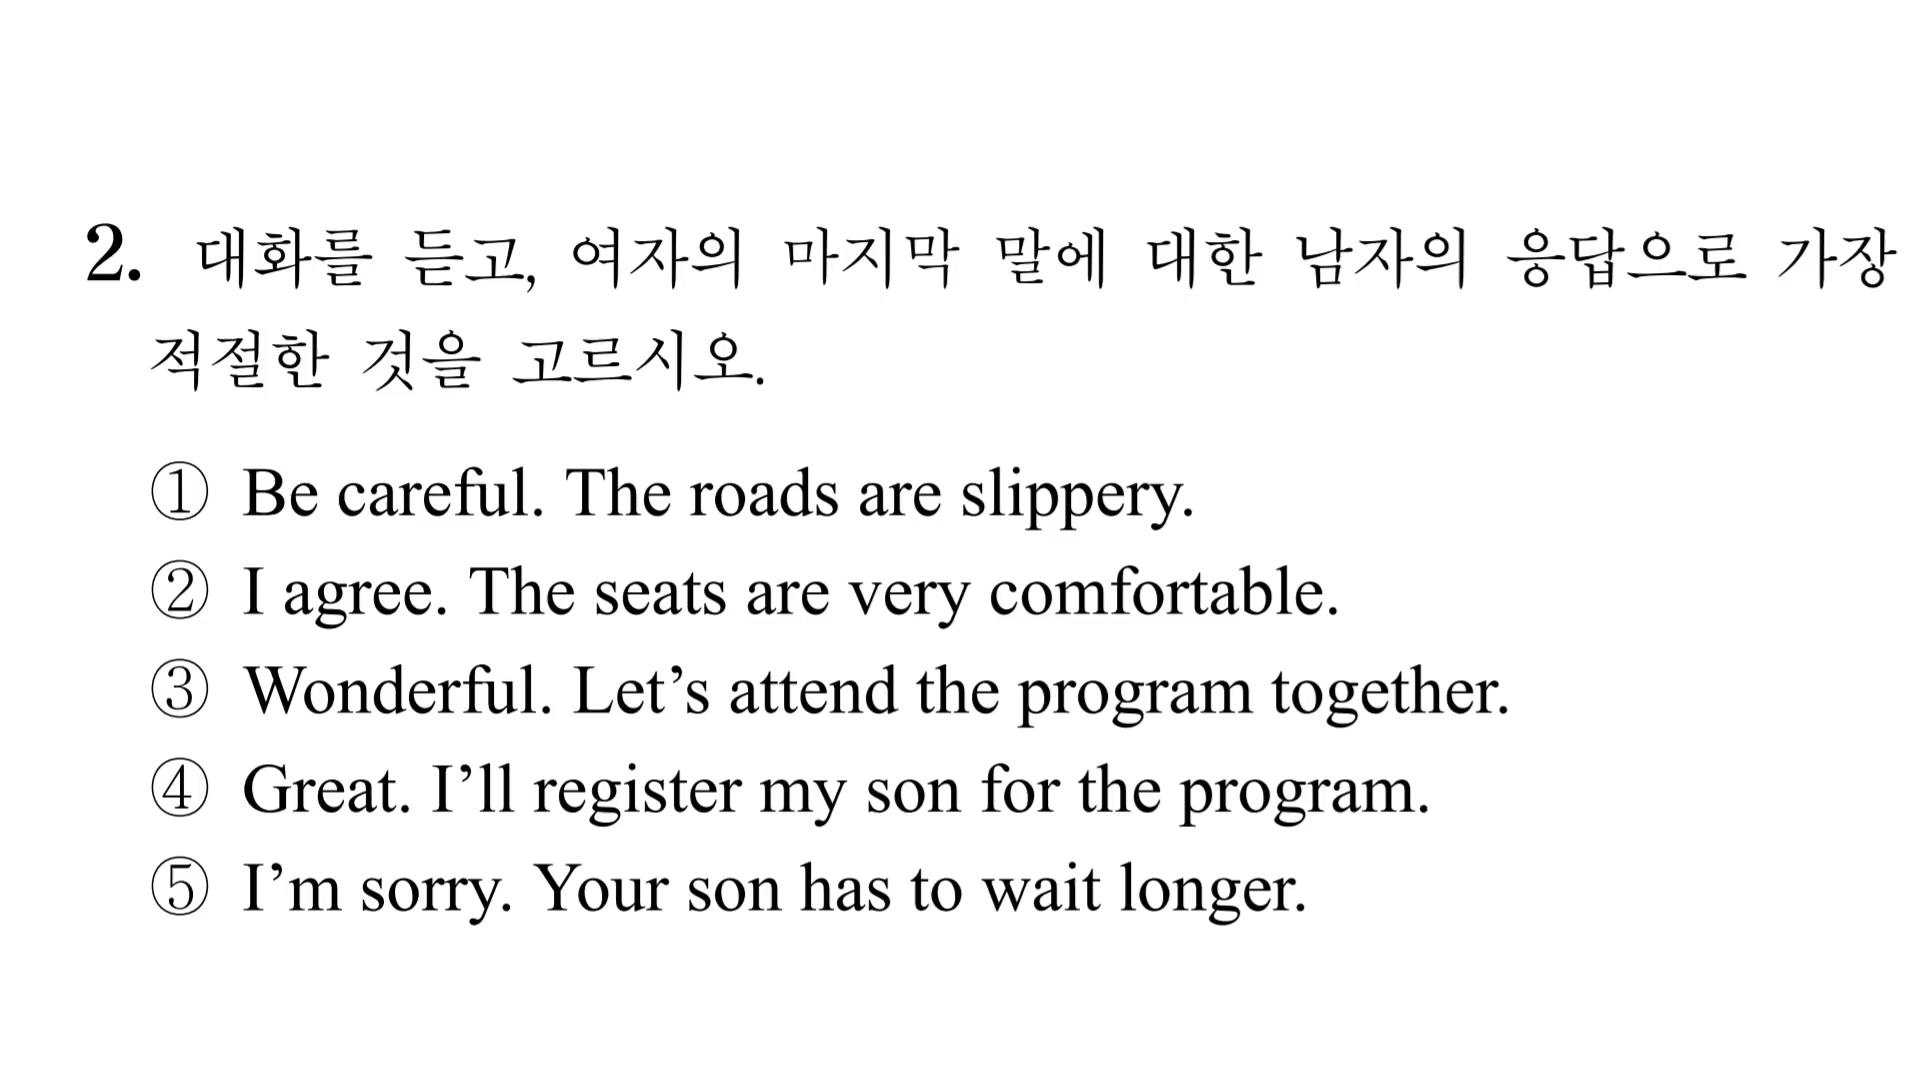 2. 대화를 듣고, 여자의 마지막 말에 대한 남자의 응답으로 가장
적절한 것을 고르시오.
① Be careful. The roads are slippery.
② I agree. The seats are very comfortable.
③ Wonderful. Let’s attend the program together.
④ Great. I’ll register my son for the program.
⑤ I’m sorry. Your son has to wait longer.